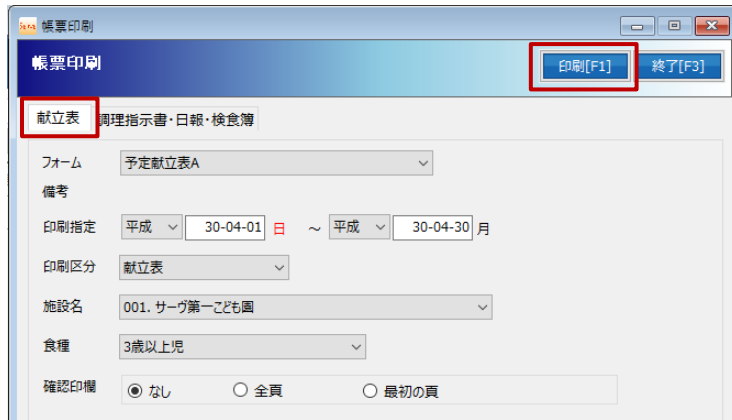 帳票印刷
帳票印刷 印刷[F1] 終了[F3]
献立表 調理指示書・日報・検食簿
フォーム 予定献立表A
備考
印刷指定 平成 30-04-01 日 ～ 平成 30-04-30 月
印刷区分 献立表
施設名 001. サーヴ第一こども園
食種 3歳以上児
確認印欄 なし 全頁 最初の頁